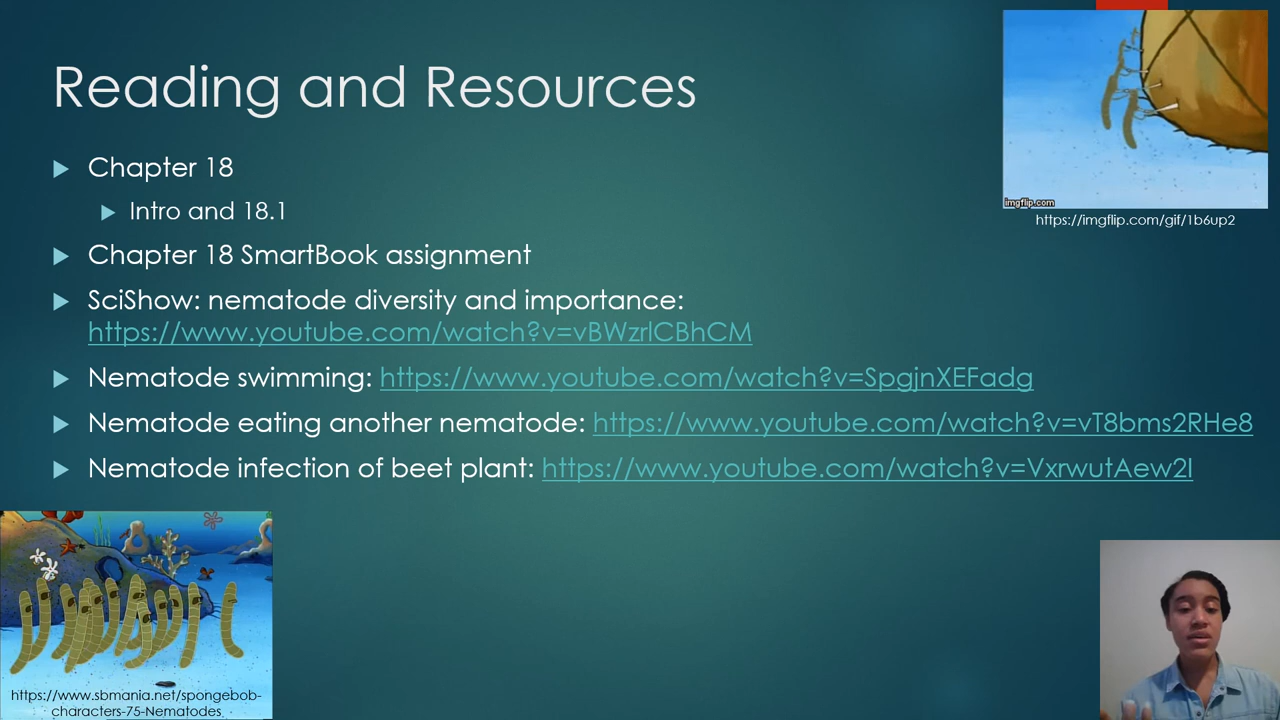 Reading and Resources
Chapter 18
Intro and 18.1
Chapter 18 SmartBook assignment
SciShow: nematode diversity and importance:
https://www.youtube.com/watch?v=vBWzrlCBhCM
Nematode swimming: https://www.youtube.com/watch?v=SpgjnXEFadg
Nematode eating another nematode: https://www.youtube.com/watch?v=vT8bms2RHe8
Nematode infection of beet plant: https://www.youtube.com/watch?v=VxrwutAew2I
imgflip.com
https://imgflip.com/gif/1b6up2
https://www.sbmania.net/spongebob-
characters-75-Nematodes